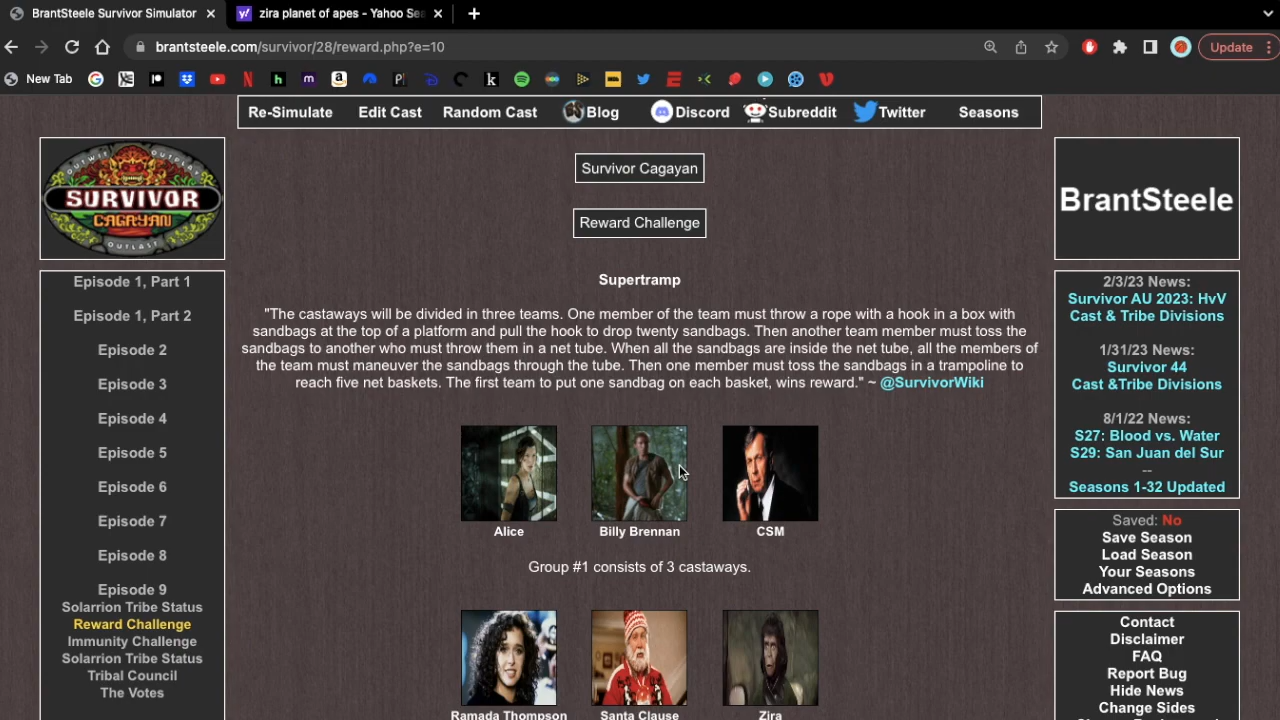 BrantSteele Survivor Simulator
zira planet of apes - Yahoo Sea
brantsteele.com/survivor/28/reward.php?e=10
Update
New Tab
Re-Simulate Edit Cast Random Cast Blog Discord Subreddit Twitter Seasons
OUTWIT OUTPLAY
SURVIVOR
CAGAYAN
OUTLAST
Survivor Cagayan
Reward Challenge
BrantSteele
Episode 1, Part 1
Episode 1, Part 2
Episode 2
Episode 3
Episode 4
Episode 5
Episode 6
Episode 7
Episode 8
Episode 9
Solarrion Tribe Status
Reward Challenge
Immunity Challenge
Solarrion Tribe Status
Tribal Council
The Votes
Supertramp
"The castaways will be divided in three teams. One member of the team must throw a rope with a hook in a box with
sandbags at the top of a platform and pull the hook to drop twenty sandbags. Then another team member must toss the
sandbags to another who must throw them in a net tube. When all the sandbags are inside the net tube, all the members of
the team must maneuver the sandbags through the tube. Then one member must toss the sandbags in a trampoline to
reach five net baskets. The first team to put one sandbag on each basket, wins reward." ~ @SurvivorWiki
Alice Billy Brennan CSM
Group #1 consists of 3 castaways.
Ramada Thompson Santa Clause Zira
2/3/23 News:
Survivor AU 2023: HvV
Cast & Tribe Divisions
1/31/23 News:
Survivor 44
Cast &Tribe Divisions
8/1/22 News:
S27: Blood vs. Water
S29: San Juan del Sur
--
Seasons 1-32 Updated
Saved: No
Save Season
Load Season
Your Seasons
Advanced Options
Contact
Disclaimer
FAQ
Report Bug
Hide News
Change Sides